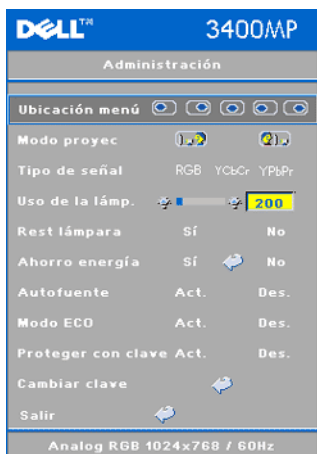 DELL™ 3400MP
Administración
Ubicación menú
Modo proyec
Tipo de señal RGB YCbCr YPbPr
Uso de la lámp. 200
Rest lámpara Sí No
Ahorro energía Sí No
Autofuente Act. Des.
Modo ECO Act. Des.
Proteger con clave Act. Des.
Cambiar clave
Salir
Analog RGB 1024x768 / 60Hz